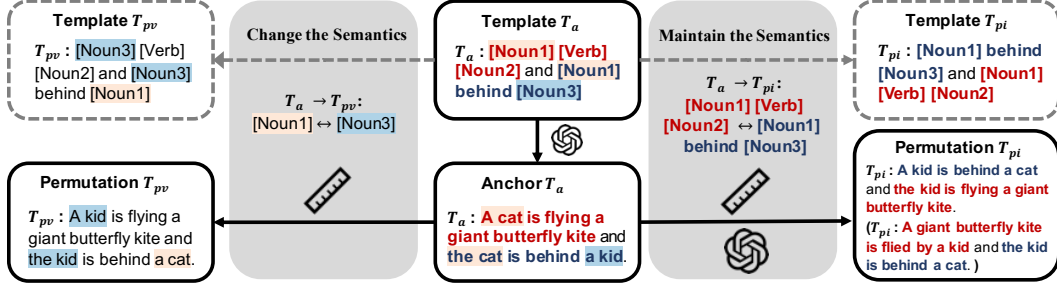 Template T_pv
T_pv : [Noun3] [Verb]
[Noun2] and [Noun3]
behind [Noun1]
Change the Semantics
T_a → T_pv:
[Noun1] ↔ [Noun3]
Template T_a
T_a : [Noun1] [Verb]
[Noun2] and [Noun1]
behind [Noun3]
Maintain the Semantics
T_a → T_pi:
[Noun1] [Verb]
[Noun2] ↔ [Noun1]
behind [Noun3]
Template T_pi
T_pi : [Noun1] behind
[Noun3] and [Noun1]
[Verb] [Noun2]
Permutation T_pv
T_pv : A kid is flying a
giant butterfly kite and
the kid is behind a cat.
Anchor T_a
T_a : A cat is flying a
giant butterfly kite and
the cat is behind a kid.
Permutation T_pi
T_pi : A kid is behind a cat
and the kid is flying a giant
butterfly kite.
(T_pi : A giant butterfly kite
is flied by a kid and the kid
is behind a cat. )